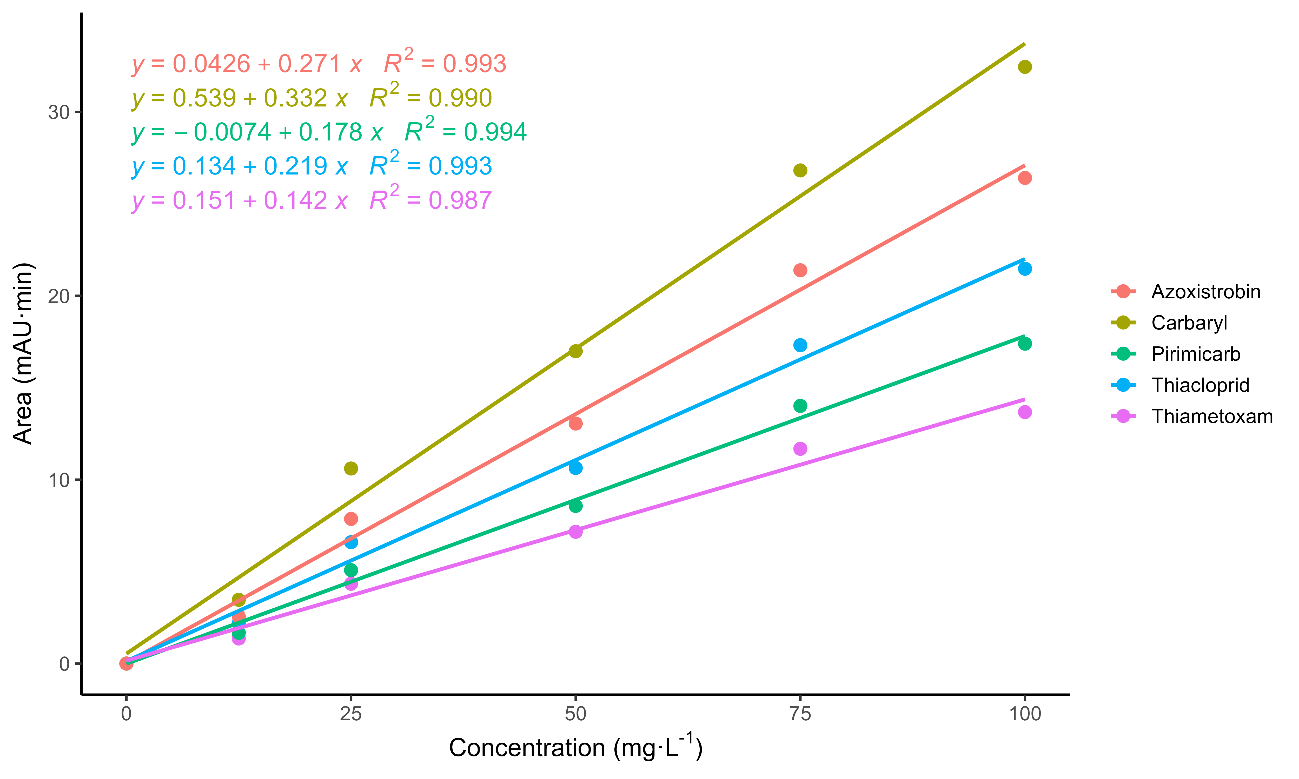 y = 0.0426 + 0.271 x R² = 0.993
y = 0.539 + 0.332 x R² = 0.990
y = − 0.0074 + 0.178 x R² = 0.994
y = 0.134 + 0.219 x R² = 0.993
y = 0.151 + 0.142 x R² = 0.987
30
20
10
0
Area (mAU·min)
0 25 50 75 100
Concentration (mg·L⁻¹)
Azoxistrobin
Carbaryl
Pirimicarb
Thiacloprid
Thiametoxam